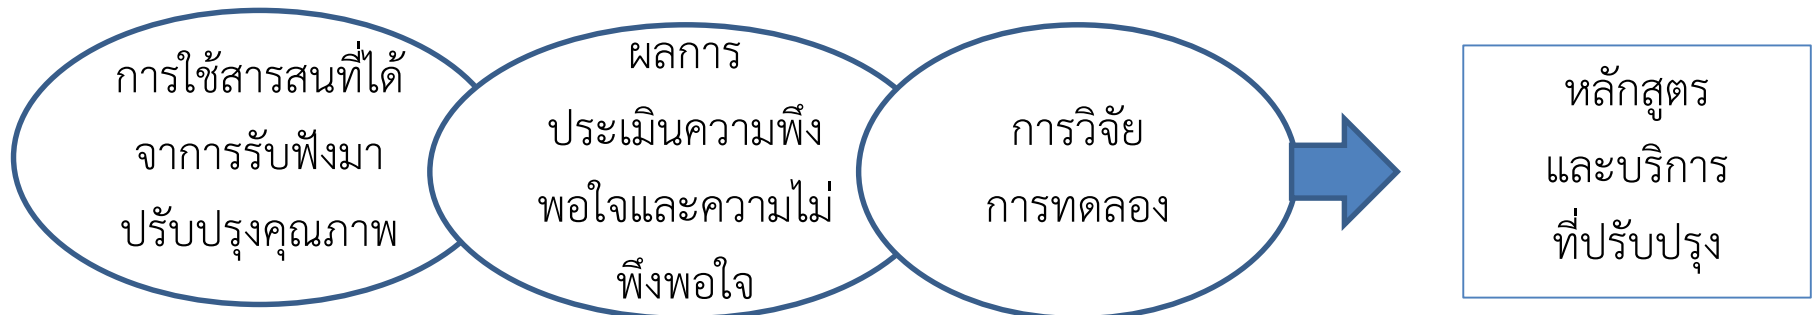 การใช้สารสนที่ได้
จาการรับฟังมา
ปรับปรุงคุณภาพ
ผลการ
ประเมินความพึง
พอใจและความไม่
พึงพอใจ
การวิจัย
การทดลอง
หลักสูตร
และบริการ
ที่ปรับปรุง